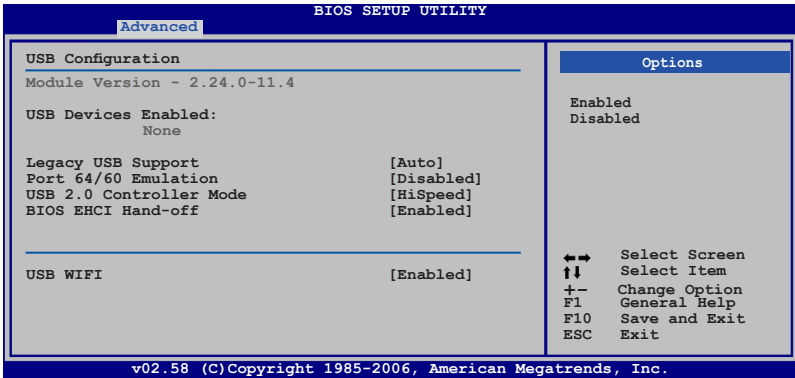 BIOS SETUP UTILITY
Advanced
USB Configuration
Module Version - 2.24.0-11.4
USB Devices Enabled:
None
Legacy USB Support [Auto]
Port 64/60 Emulation [Disabled]
USB 2.0 Controller Mode [HiSpeed]
BIOS EHCI Hand-off [Enabled]
USB WIFI [Enabled]
Options
Enabled
Disabled
←→ Select Screen
↑↓ Select Item
+- Change Option
F1 General Help
F10 Save and Exit
ESC Exit
v02.58 (C)Copyright 1985-2006, American Megatrends, Inc.